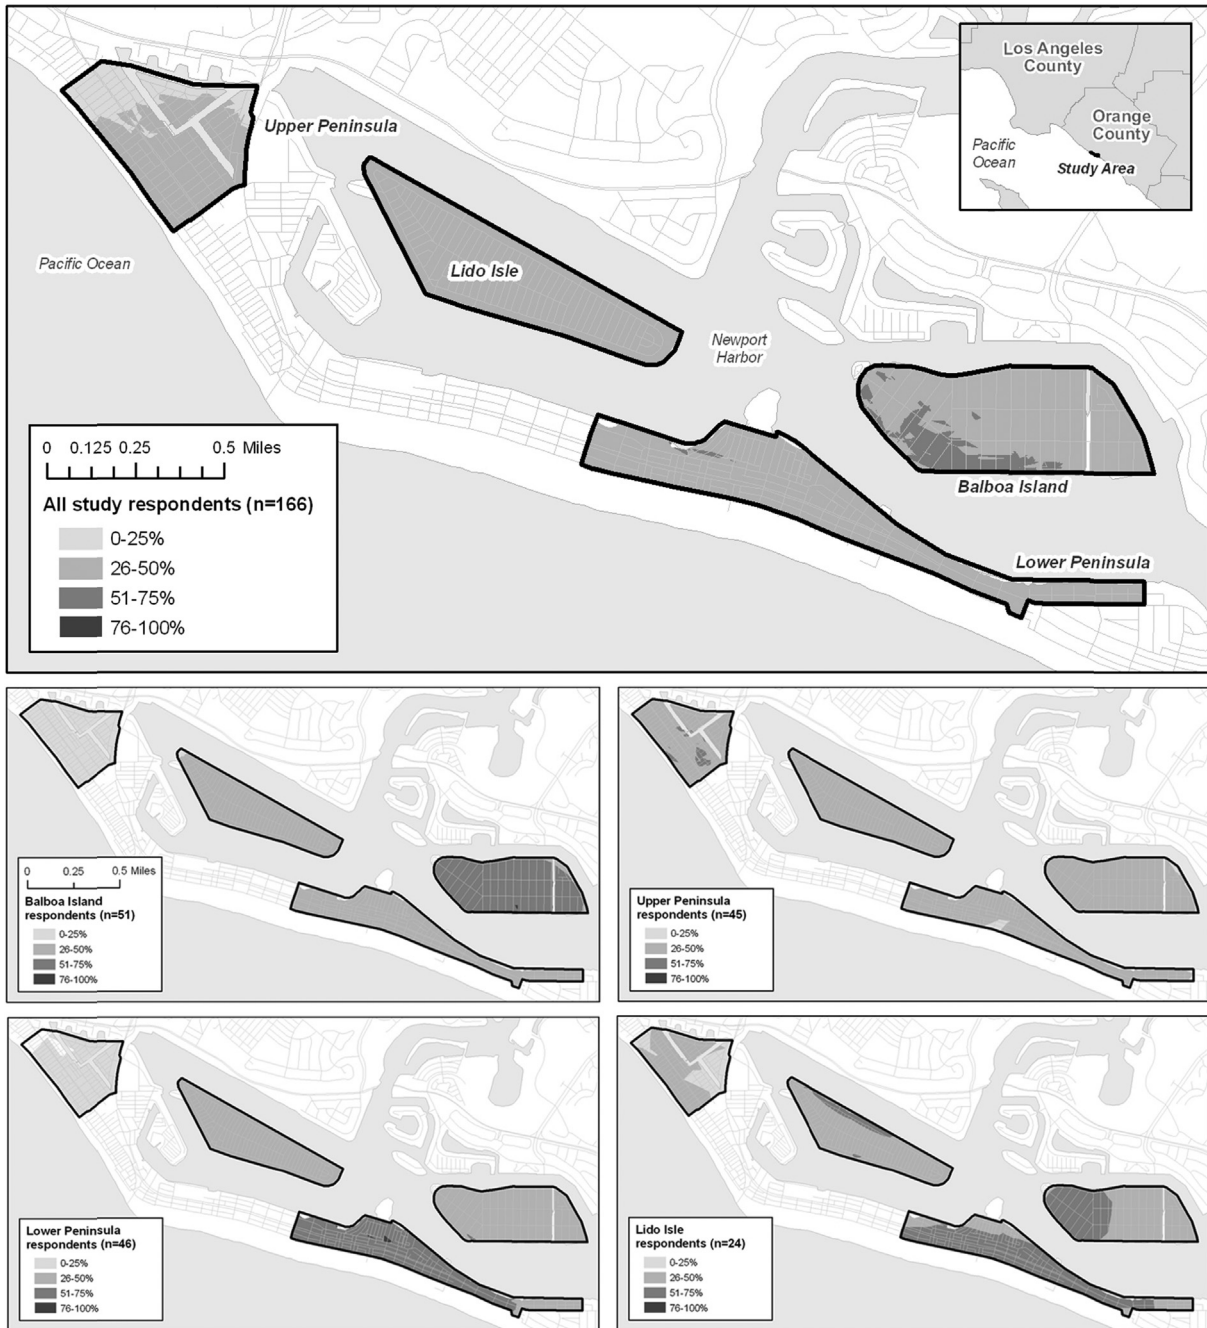 Los Angeles
County
Orange
County
Pacific
Ocean
Study Area
Upper Peninsula
Pacific Ocean
Lido Isle
Newport
Harbor
Balboa Island
Lower Peninsula
0 0.125 0.25 0.5 Miles
All study respondents (n=166)
0-25%
26-50%
51-75%
76-100%
0 0.25 0.5 Miles
Balboa Island
respondents (n=51)
0-25%
26-50%
51-75%
76-100%
Upper Peninsula
respondents (n=45)
0-25%
26-50%
51-75%
76-100%
Lower Peninsula
respondents (n=46)
0-25%
26-50%
51-75%
76-100%
Lido Isle
respondents (n=24)
0-25%
26-50%
51-75%
76-100%